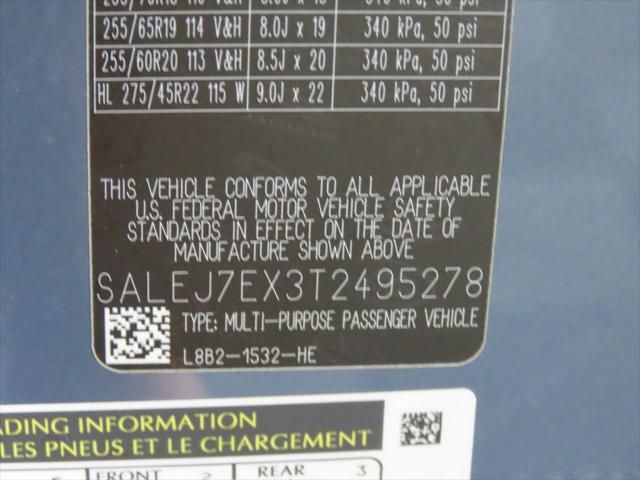 255/65R19 114 V&H 8.0J x 19 340 kPa, 50 psi
255/60R20 113 V&H 8.5J x 20 340 kPa, 50 psi
HL 275/45R22 115 W 9.0J x 22 340 kPa, 50 psi
THIS VEHICLE CONFORMS TO ALL APPLICABLE
U.S. FEDERAL MOTOR VEHICLE SAFETY
STANDARDS IN EFFECT ON THE DATE OF
MANUFACTURE SHOWN ABOVE
SALEJ7EX3T2495278
TYPE: MULTI-PURPOSE PASSENGER VEHICLE
L8B2-1532-HE
ADING INFORMATION
LES PNEUS ET LE CHARGEMENT
FRONT 2 REAR 3